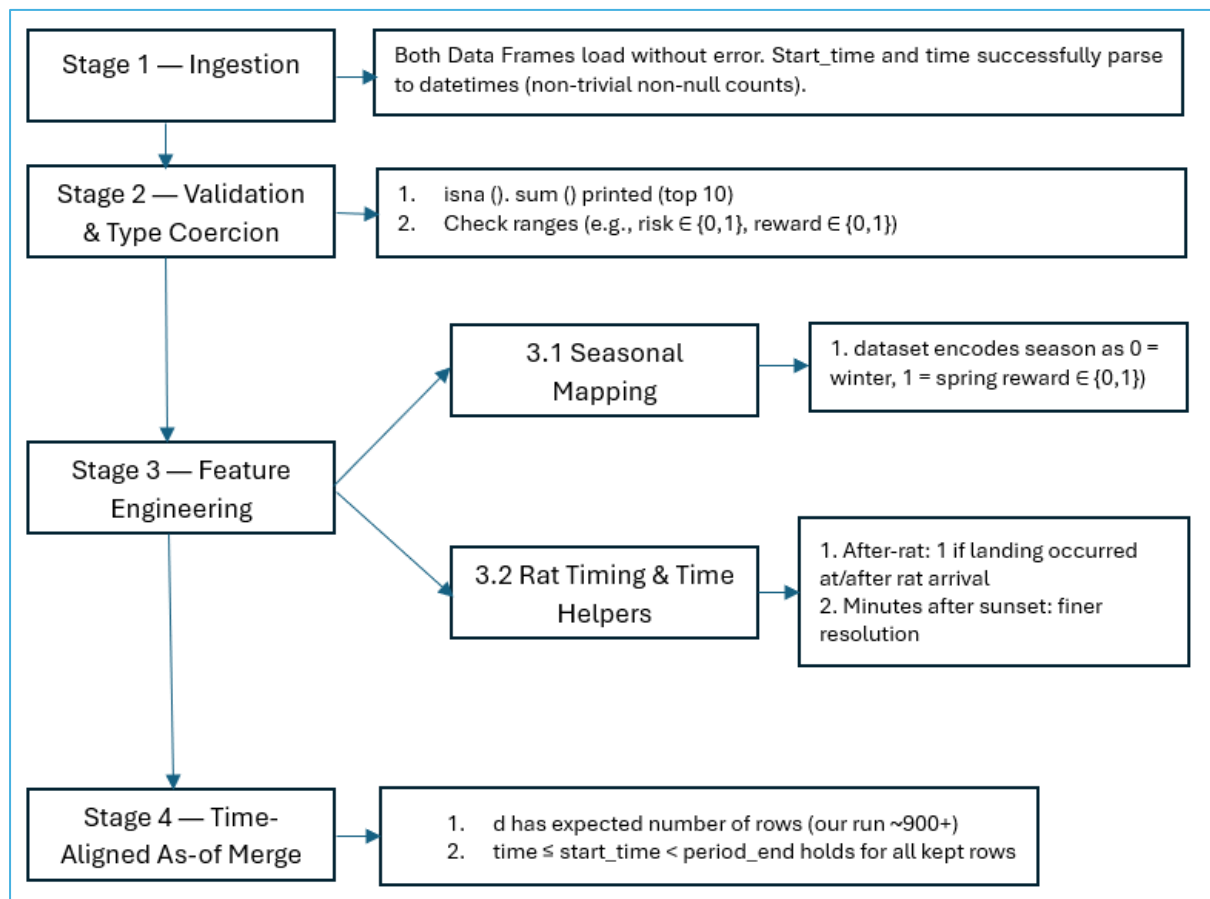 Stage 1 — Ingestion
Both Data Frames load without error. Start_time and time successfully parse
to datetimes (non-trivial non-null counts).
Stage 2 — Validation
& Type Coercion
1. isna (). sum () printed (top 10)
2. Check ranges (e.g., risk ∈ {0,1}, reward ∈ {0,1})
3.1 Seasonal
Mapping
1. dataset encodes season as 0 =
winter, 1 = spring reward ∈ {0,1})
Stage 3 — Feature
Engineering
3.2 Rat Timing & Time
Helpers
1. After-rat: 1 if landing occurred
at/after rat arrival
2. Minutes after sunset: finer
resolution
Stage 4 — Time-
Aligned As-of Merge
1. d has expected number of rows (our run ~900+)
2. time ≤ start_time < period_end holds for all kept rows